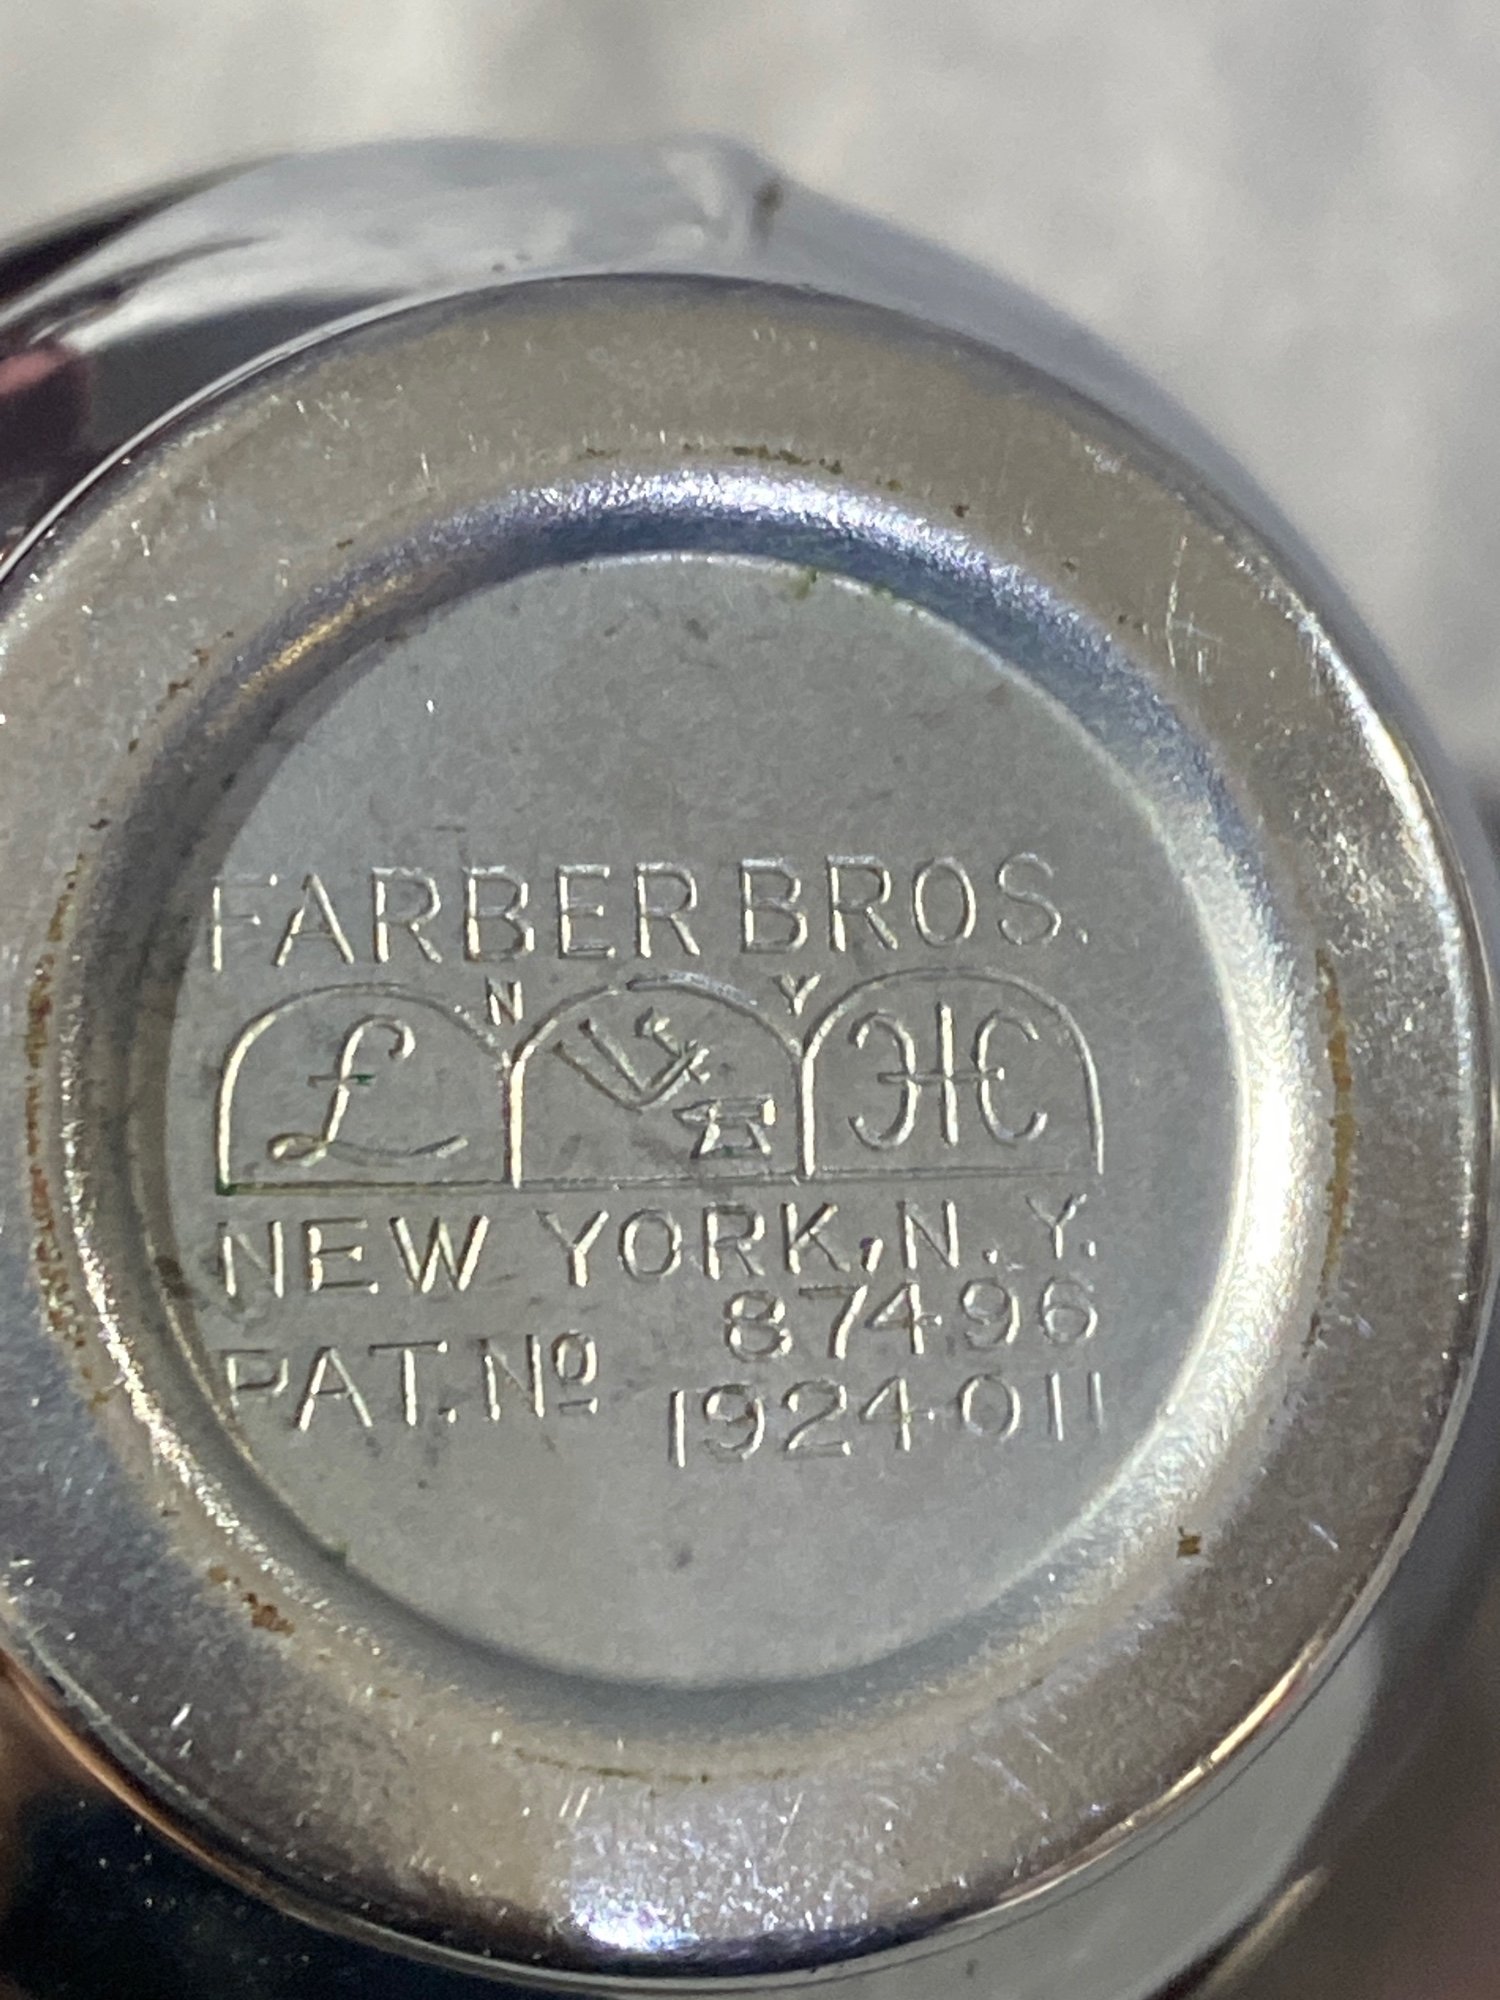 FARBER BROS.
N Y
NEW YORK, N. Y.
87496
PAT. Nº 1924011